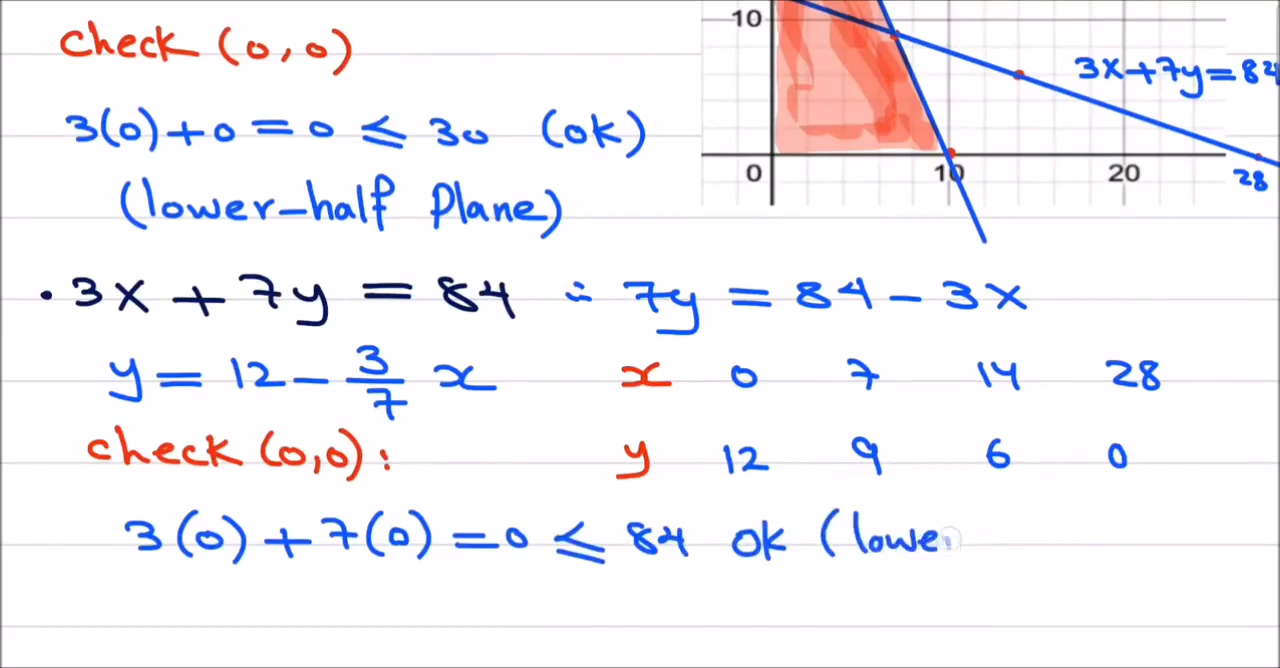 check (0,0)
10
3x+7y=84
3(0)+0=0≤30 (ok)
0 10 20 28
(lower-half Plane)
· 3x + 7y = 84 ∴ 7y = 84 - 3x
y = 12 - 3/7 x
x 0 7 14 28
check (0,0):
y 12 9 6 0
3(0)+7(0)=0≤84 ok (lower